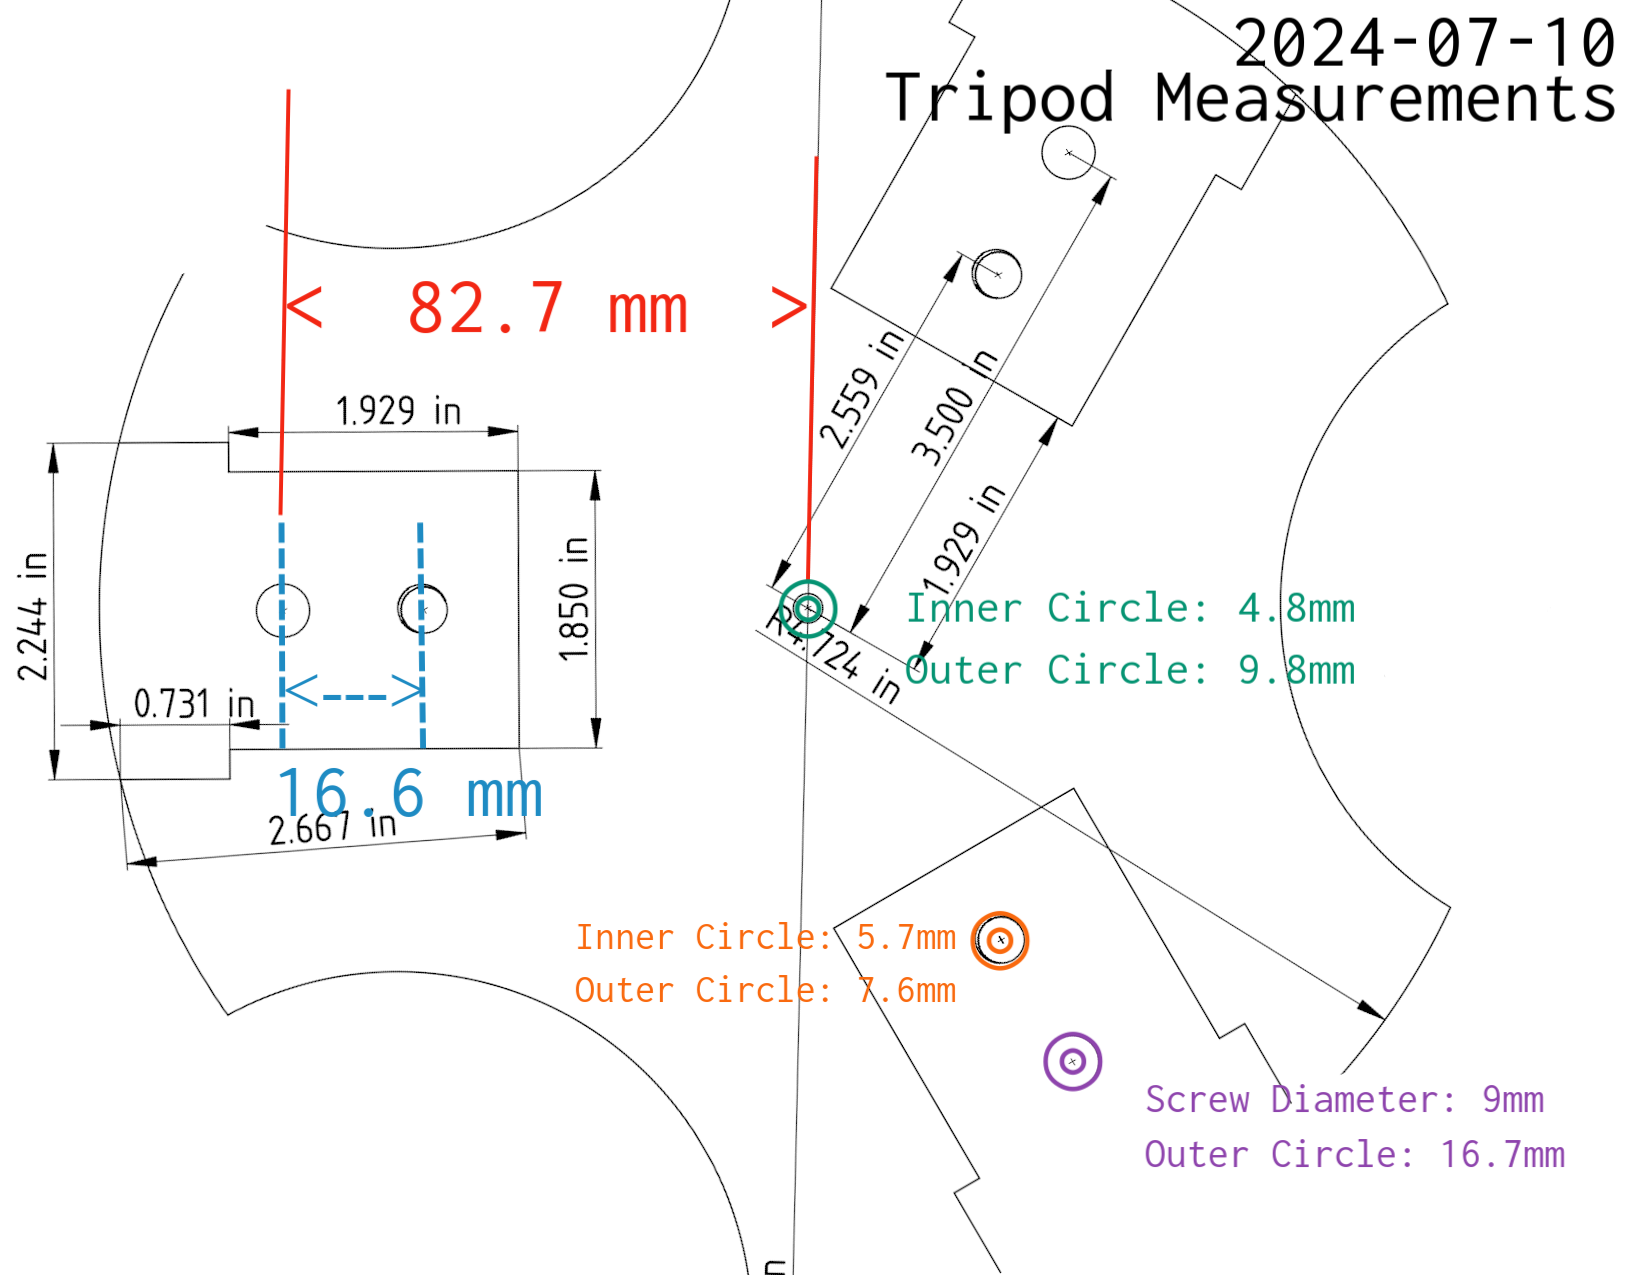 2024-07-10
Tripod Measurements
< 82.7 mm >
1.929 in
2.559 in
3.500 in
1.929 in
2.244 in
1.850 in
Inner Circle: 4.8mm
R4.724 in
Outer Circle: 9.8mm
0.731 in
<--->
16.6 mm
2.667 in
Inner Circle: 5.7mm
Outer Circle: 7.6mm
Screw Diameter: 9mm
Outer Circle: 16.7mm
in